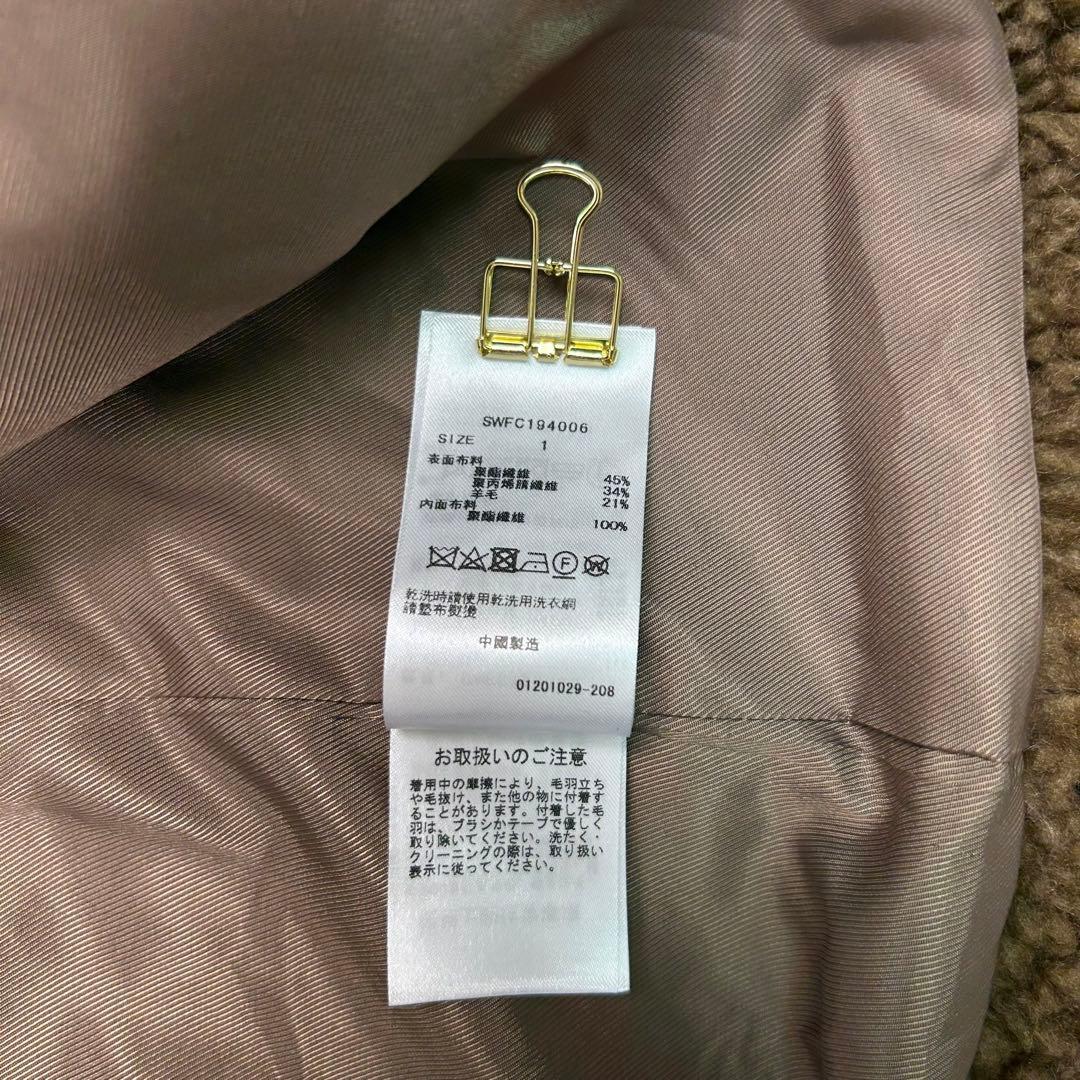 SWFC194006
SIZE 1
表面布料
聚酯纖維 45%
聚丙烯腈纖維 34%
羊毛 21%
内面布料
聚酯纖維 100%
乾洗時請使用乾洗用洗衣網
請墊布熨燙
中國製造
01201029-208
お取扱いのご注意
着用中の摩擦により、毛羽立ち
や毛抜け、また他の物に付着す
ることがあります。付着した毛
羽は、ブラシかテープで優しく
取り除いてください。洗たく・
クリーニングの際は、取り扱い
表示に従ってください。